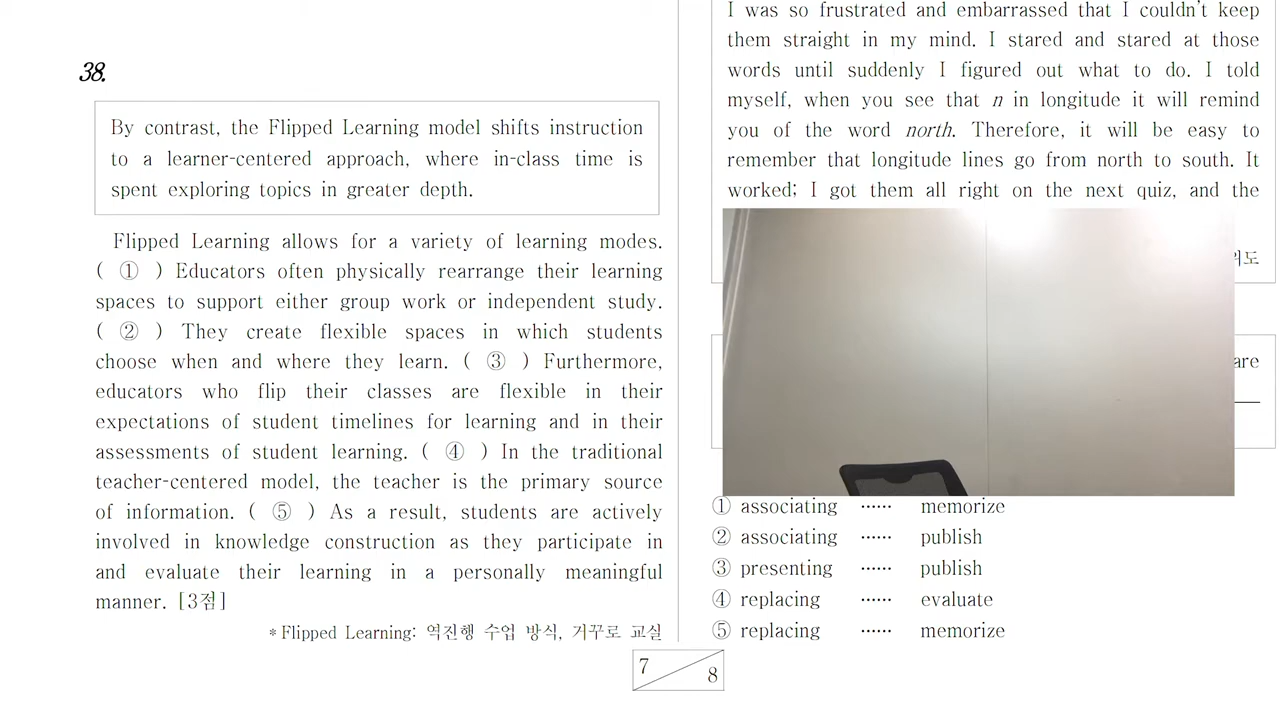 38.
By contrast, the Flipped Learning model shifts instruction
to a learner-centered approach, where in-class time is
spent exploring topics in greater depth.
Flipped Learning allows for a variety of learning modes.
( ① ) Educators often physically rearrange their learning
spaces to support either group work or independent study.
( ② ) They create flexible spaces in which students
choose when and where they learn. ( ③ ) Furthermore,
educators who flip their classes are flexible in their
expectations of student timelines for learning and in their
assessments of student learning. ( ④ ) In the traditional
teacher-centered model, the teacher is the primary source
of information. ( ⑤ ) As a result, students are actively
involved in knowledge construction as they participate in
and evaluate their learning in a personally meaningful
manner. [3점]
* Flipped Learning: 역진행 수업 방식, 거꾸로 교실
I was so frustrated and embarrassed that I couldn't keep
them straight in my mind. I stared and stared at those
words until suddenly I figured out what to do. I told
myself, when you see that n in longitude it will remind
you of the word north. Therefore, it will be easy to
remember that longitude lines go from north to south. It
worked; I got them all right on the next quiz, and the
are
① associating …… memorize
② associating …… publish
③ presenting …… publish
④ replacing …… evaluate
⑤ replacing …… memorize
7 8